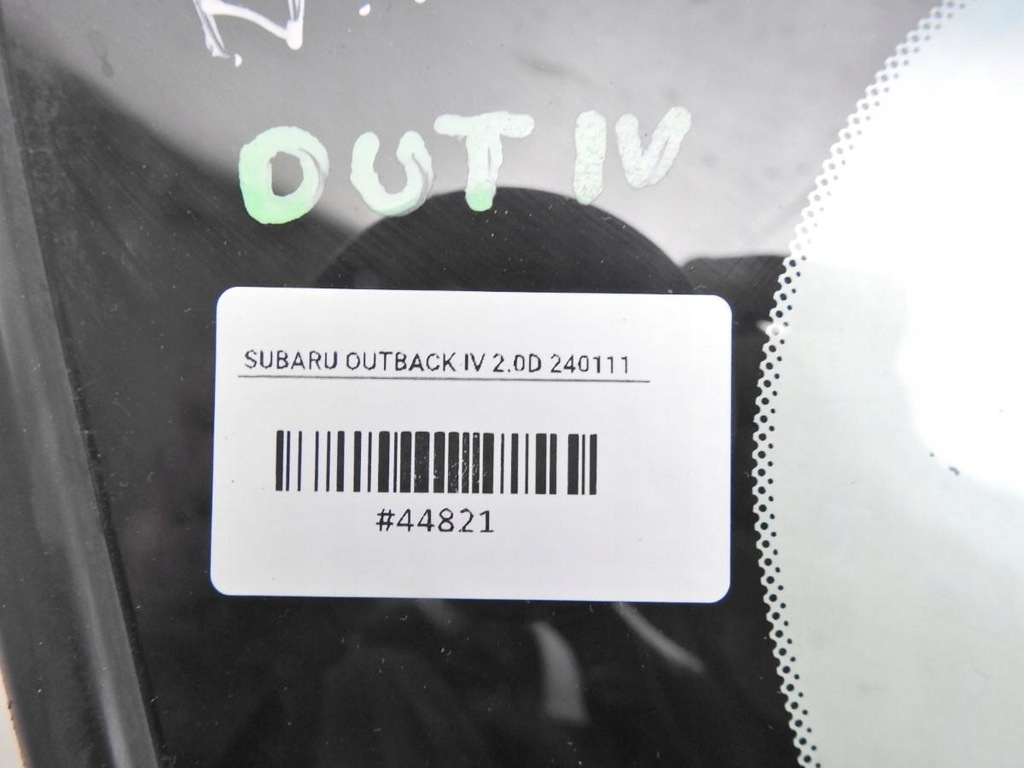 OUT IV
SUBARU OUTBACK IV 2.0D 240111
#44821